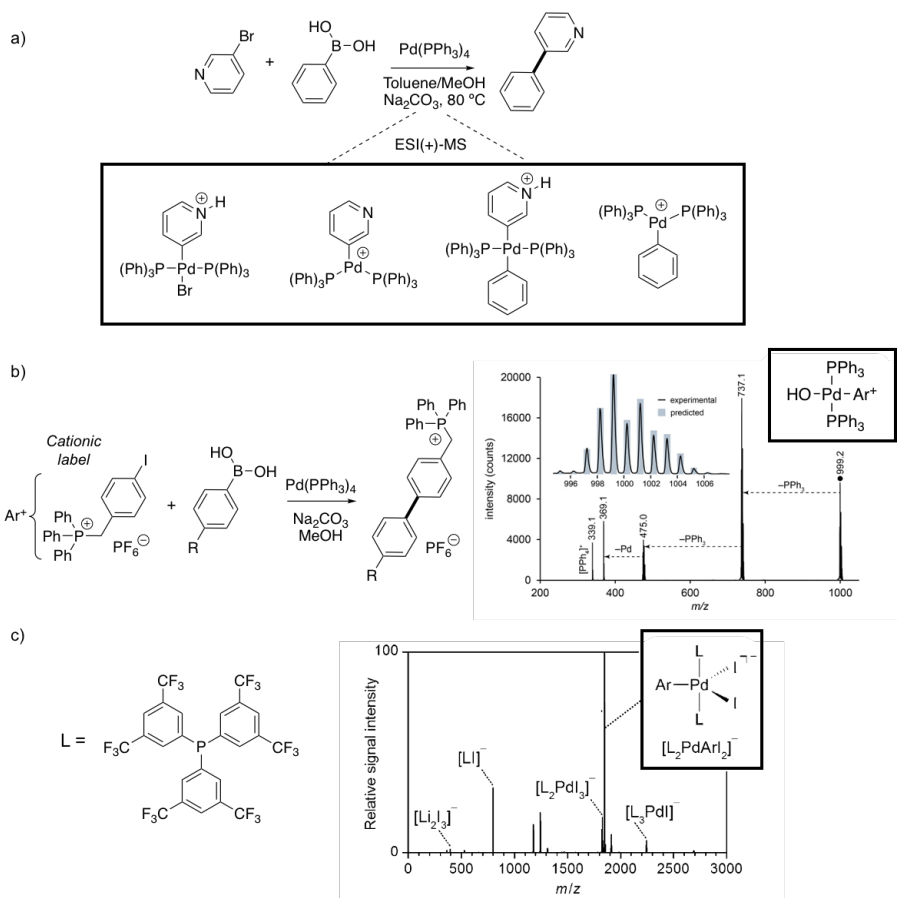 a)
Br
N
+
HO
B
OH
Pd(PPh3)4
Toluene/MeOH
Na2CO3, 80 ºC
N
ESI(+)-MS
+
N
H
(Ph)3P
Pd
P(Ph)3
Br
N
Pd
+
(Ph)3P
P(Ph)3
+
N
H
(Ph)3P
Pd
P(Ph)3
(Ph)3P
+
P(Ph)3
Pd
b)
Cationic
label
Ar+
I
Ph
Ph
P
+
Ph
PF6
−
+
HO
B
OH
R
Pd(PPh3)4
Na2CO3
MeOH
Ph
Ph
Ph
P
+
PF6
−
R
20000
16000
12000
8000
4000
0
intensity (counts)
experimental
predicted
996
998
1000
1002
1004
1006
[PPh4]+
339.1
369.1
475.0
737.1
999.2
−Pd
−PPh3
−PPh3
200
400
600
800
1000
m/z
PPh3
HO−Pd−Ar+
PPh3
c)
L =
CF3
CF3
F3C
P
CF3
F3C
CF3
100
0
Relative signal intensity
[Li2I3]−
[LI]−
[L2PdI3]−
[L3PdI]−
0
500
1000
1500
2000
2500
3000
m/z
L
I
−
Ar
Pd
I
L
[L2PdArI2]−